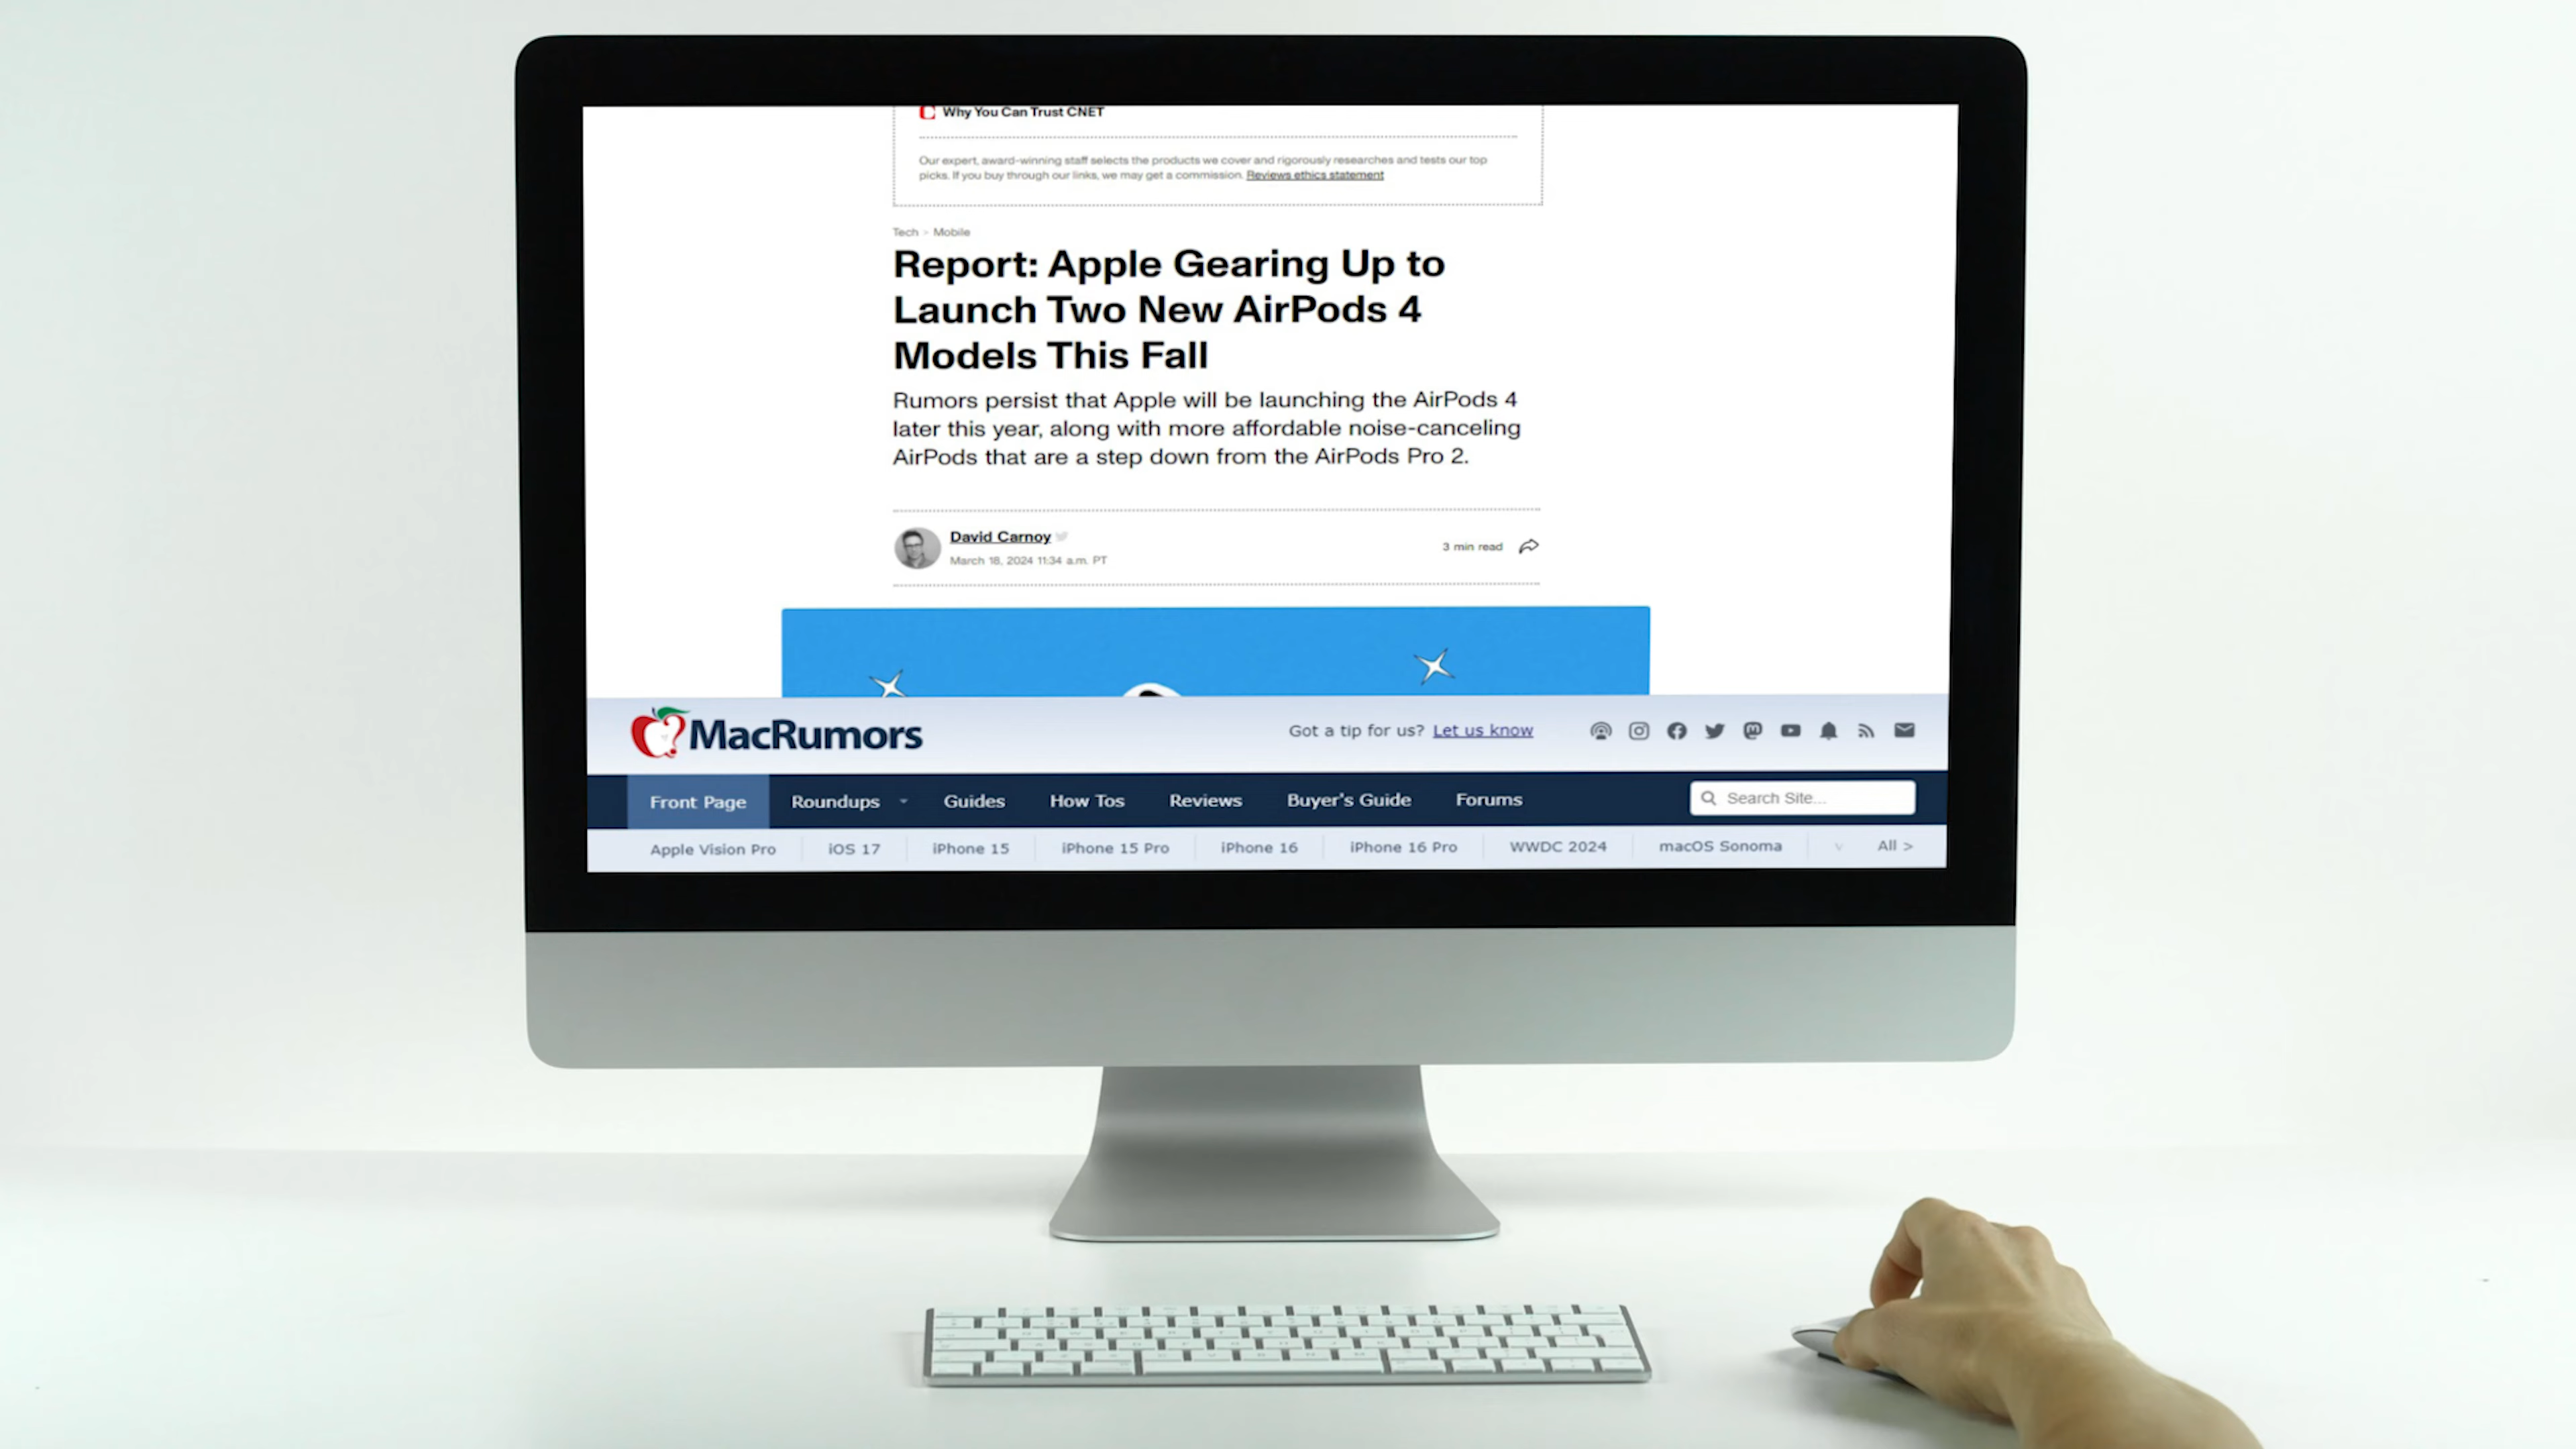 Why You Can Trust CNET
Our expert, award-winning staff selects the products we cover and rigorously researches and tests our top
picks. If you buy through our links, we may get a commission. Reviews ethics statement
Tech > Mobile
Report: Apple Gearing Up to
Launch Two New AirPods 4
Models This Fall
Rumors persist that Apple will be launching the AirPods 4
later this year, along with more affordable noise-canceling
AirPods that are a step down from the AirPods Pro 2.
David Carnoy
March 18, 2024 11:34 a.m. PT
3 min read
MacRumors
Got a tip for us? Let us know
Front Page Roundups Guides How Tos Reviews Buyer's Guide Forums Search Site...
Apple Vision Pro iOS 17 iPhone 15 iPhone 15 Pro iPhone 16 iPhone 16 Pro WWDC 2024 macOS Sonoma All >